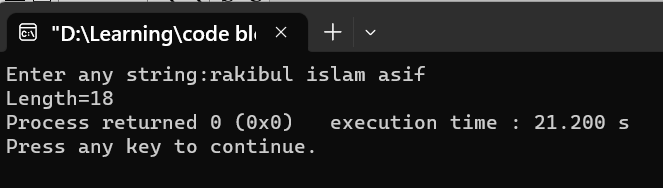 "D:\Learning\code blo
Enter any string:rakibul islam asif
Length=18
Process returned 0 (0x0)   execution time : 21.200 s
Press any key to continue.